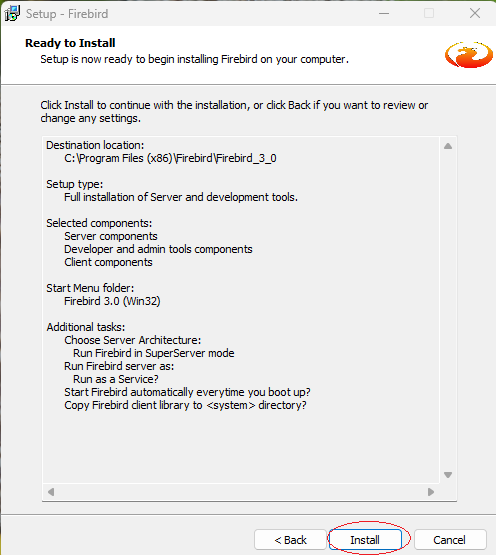 Setup - Firebird
Ready to Install
Setup is now ready to begin installing Firebird on your computer.
Click Install to continue with the installation, or click Back if you want to review or
change any settings.
Destination location:
C:\Program Files (x86)\Firebird\Firebird_3_0
Setup type:
Full installation of Server and development tools.
Selected components:
Server components
Developer and admin tools components
Client components
Start Menu folder:
Firebird 3.0 (Win32)
Additional tasks:
Choose Server Architecture:
Run Firebird in SuperServer mode
Run Firebird server as:
Run as a Service?
Start Firebird automatically everytime you boot up?
Copy Firebird client library to <system> directory?
< Back Install Cancel